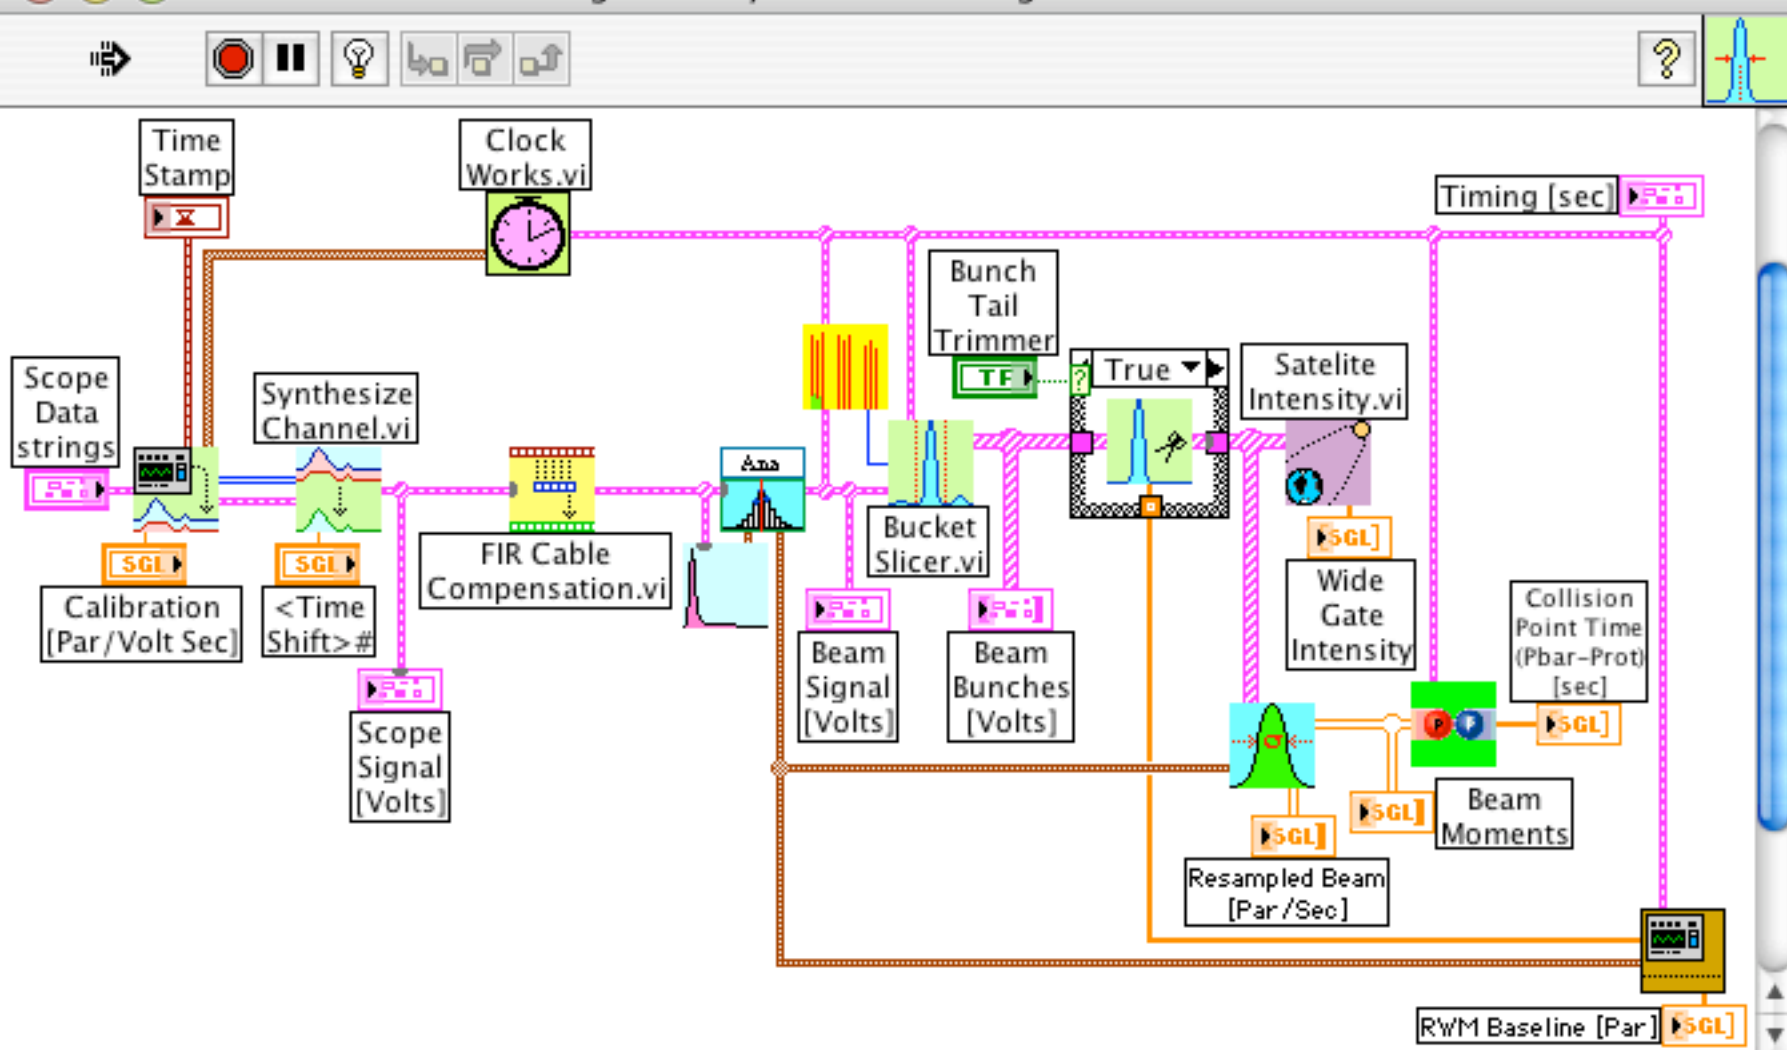 Time
Stamp
Clock
Works.vi
Timing [sec]
Bunch
Tail
Trimmer
TF
?
True
Satelite
Intensity.vi
Scope
Data
strings
Synthesize
Channel.vi
Ana
SGL
Calibration
[Par/Volt Sec]
SGL
<Time
Shift>#
FIR Cable
Compensation.vi
Bucket
Slicer.vi
SGL]
Wide
Gate
Intensity
Collision
Point Time
(Pbar-Prot)
[sec]
Scope
Signal
[Volts]
Beam
Signal
[Volts]
Beam
Bunches
[Volts]
σ
P
SGL]
[SGL]
Beam
Moments
[SGL]
Resampled Beam
[Par/Sec]
RWM Baseline [Par]
SGL]